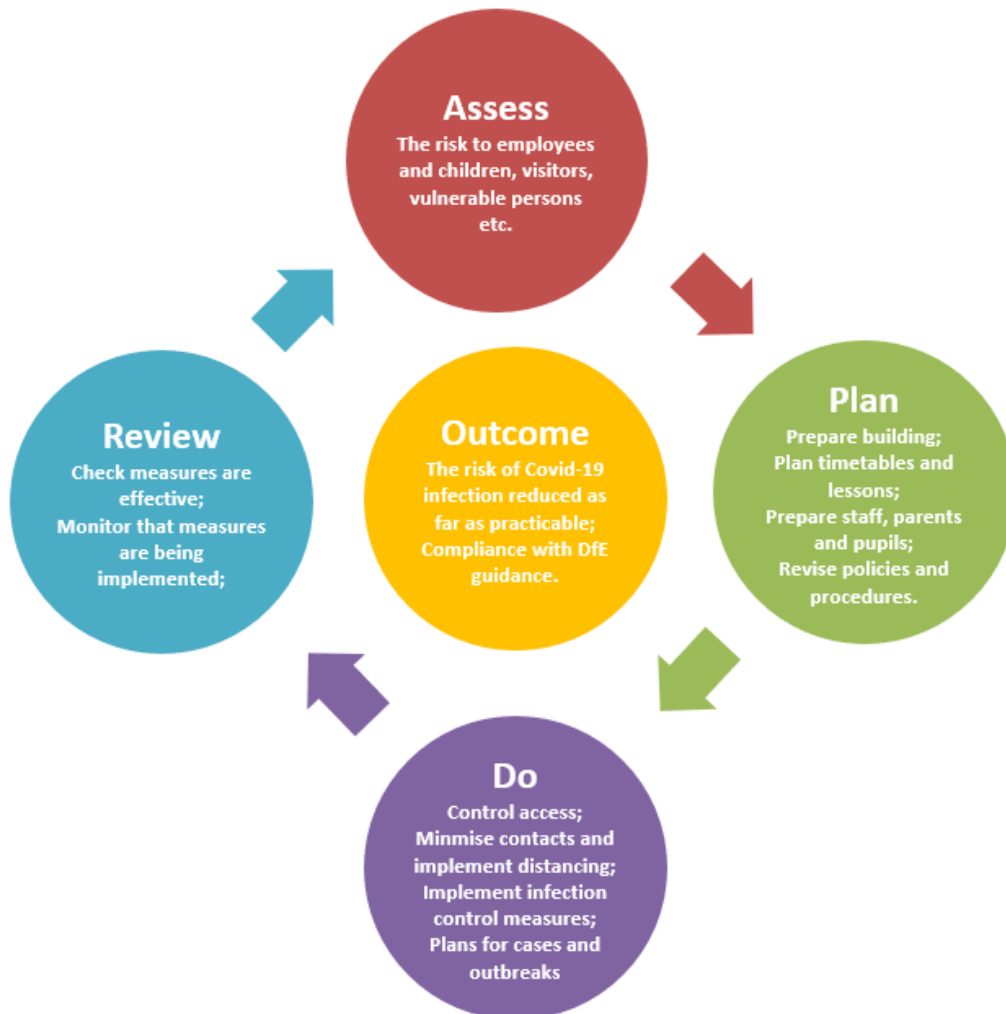 Assess
The risk to employees
and children, visitors,
vulnerable persons
etc.
Plan
Prepare building;
Plan timetables and
lessons;
Prepare staff, parents
and pupils;
Revise policies and
procedures.
Do
Control access;
Minmise contacts and
implement distancing;
Implement infection
control measures;
Plans for cases and
outbreaks
Review
Check measures are
effective;
Monitor that measures
are being
implemented;
Outcome
The risk of Covid-19
infection reduced as
far as practicable;
Compliance with DfE
guidance.